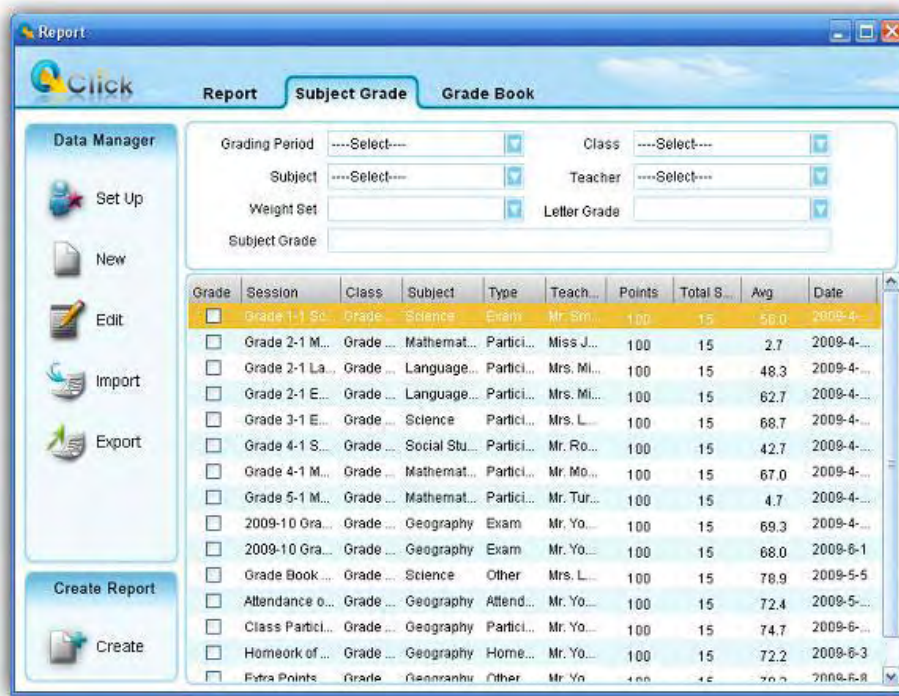 Report
QClick
Report Subject Grade Grade Book
Data Manager
Set Up
New
Edit
Import
Export
Create Report
Create
Grading Period ----Select---- Class ----Select----
Subject ----Select---- Teacher ----Select----
Weight Set Letter Grade
Subject Grade
Grade Session Class Subject Type Teach... Points Total S... Avg Date
Grade 1-1 Sc... Grade ... Science Exam Mr. Sm... 100 15 2009-4-...
Grade 2-1 M... Grade ... Mathemat... Partici... Miss J... 100 15 2.7 2009-4-...
Grade 2-1 La... Grade ... Language... Partici... Mrs. Mi... 100 15 48.3 2009-4-...
Grade 2-1 E... Grade ... Language... Partici... Mrs. Mi... 100 15 62.7 2009-4-...
Grade 3-1 E... Grade ... Science Partici... Mrs. L... 100 15 68.7 2009-4-...
Grade 4-1 S... Grade ... Social Stu... Partici... Mr. Ro... 100 15 42.7 2009-4-...
Grade 4-1 M... Grade ... Mathemat... Partici... Mr. Mo... 100 15 67.0 2009-4-...
Grade 5-1 M... Grade ... Mathemat... Partici... Mr. Tur... 100 15 4.7 2009-4-...
2009-10 Gra... Grade ... Geography Exam Mr. Yo... 100 15 69.3 2009-4-...
2009-10 Gra... Grade ... Geography Exam Mr. Yo... 100 15 68.0 2009-6-1
Grade Book ... Grade ... Science Other Mrs. L... 100 15 78.9 2009-5-5
Attendance o... Grade ... Geography Attend... Mr. Yo... 100 15 72.4 2009-5-...
Class Partici... Grade ... Geography Partici... Mr. Yo... 100 15 74.7 2009-6-...
Homeork of ... Grade ... Geography Home... Mr. Yo... 100 15 72.2 2009-6-3
Extra Points Grade Geography Other Mr. Yo 100 15 2009-6-8